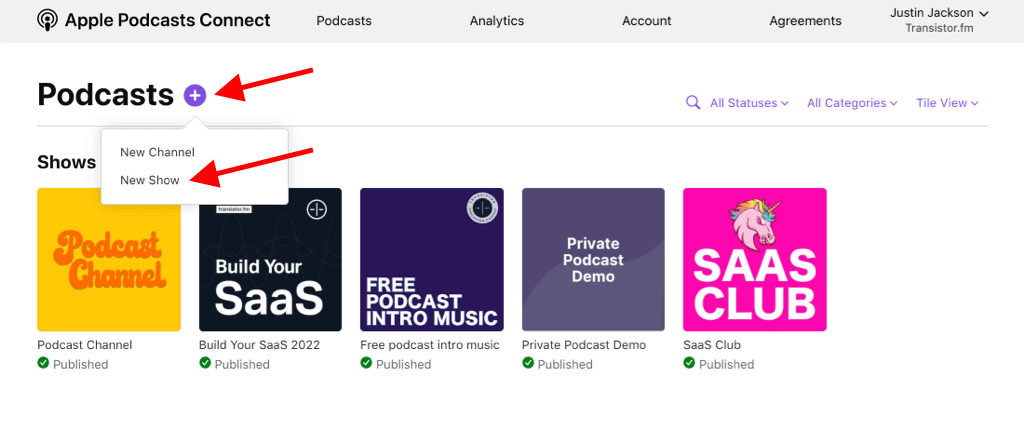 Apple Podcasts Connect
Podcasts
Analytics
Account
Agreements
Justin Jackson
Transistor.fm
Podcasts
All Statuses
All Categories
Tile View
New Channel
New Show
Shows
Podcast
Channel
transistor.fm
Build Your
SaaS
FREE
PODCAST
INTRO MUSIC
Private
Podcast
Demo
SAAS
CLUB
Podcast Channel
Build Your SaaS 2022
Free podcast intro music
Private Podcast Demo
SaaS Club
Published
Published
Published
Published
Published